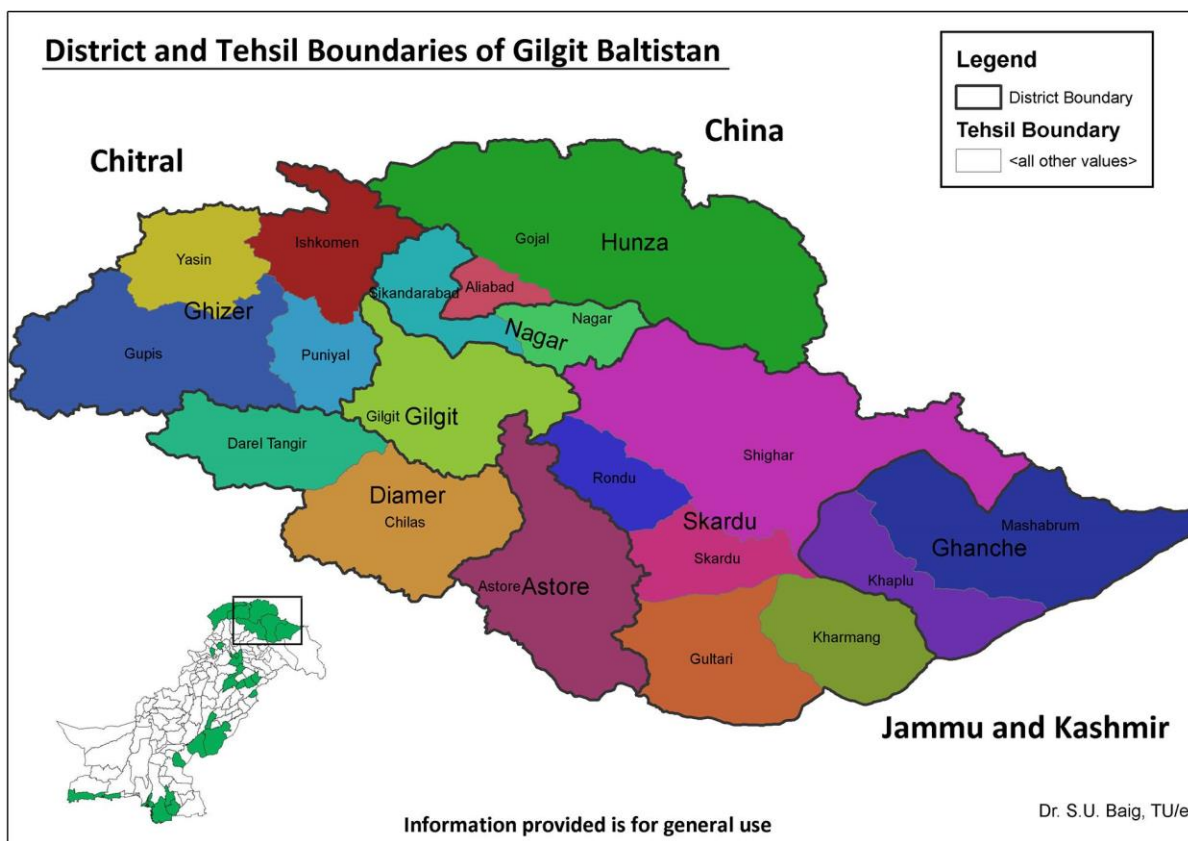 District and Tehsil Boundaries of Gilgit Baltistan
Legend
District Boundary
Tehsil Boundary
<all other values>
China
Chitral
Ishkomen
Gojal
Hunza
Yasin
Sikandarabad
Aliabad
Ghizer
Nagar
Nagar
Gupis
Puniyal
Gilgit
Gilgit
Darel Tangir
Shighar
Rondu
Diamer
Chilas
Skardu
Mashabrum
Ghanche
Skardu
Khaplu
Astore
Astore
Kharmang
Gultari
Jammu and Kashmir
Dr. S.U. Baig, TU/e
Information provided is for general use